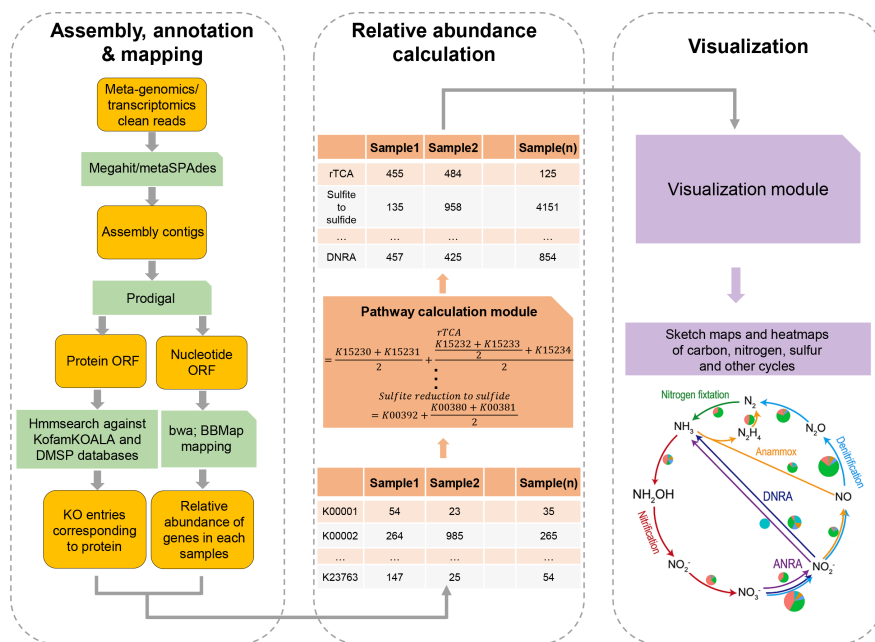 Assembly, annotation
& mapping
Meta-genomics/
transcriptomics
clean reads
Megahit/metaSPAdes
Assembly contigs
Prodigal
Protein ORF
Nucleotide
ORF
Hmmsearch against
KofamKOALA and
DMSP databases
bwa; BBMap
mapping
KO entries
corresponding
to protein
Relative
abundance of
genes in each
samples
Relative abundance
calculation
Sample1 Sample2 Sample(n)
rTCA 455 484 125
Sulfite
to
sulfide
135 958 4151
... ... ...
DNRA 457 425 854
Pathway calculation module
rTCA
= K15230 + K15231 / 2 + K15232 + K15233 / 2 + K15234 / 2
Sulfite reduction to sulfide
= K00392 + K00380 + K00381 / 2
Sample1 Sample2 Sample(n)
K00001 54 23 35
K00002 264 985 265
... ... ...
K23763 147 25 54
Visualization
Visualization module
Sketch maps and heatmaps
of carbon, nitrogen, sulfur
and other cycles
Nitrogen fixtation
N₂
N₂O
N₂H₄
NH₃
Anammox
Denitrification
NH₂OH
DNRA
NO
Nitrification
NO₂⁻
ANRA
NO₂⁻
NO₃⁻